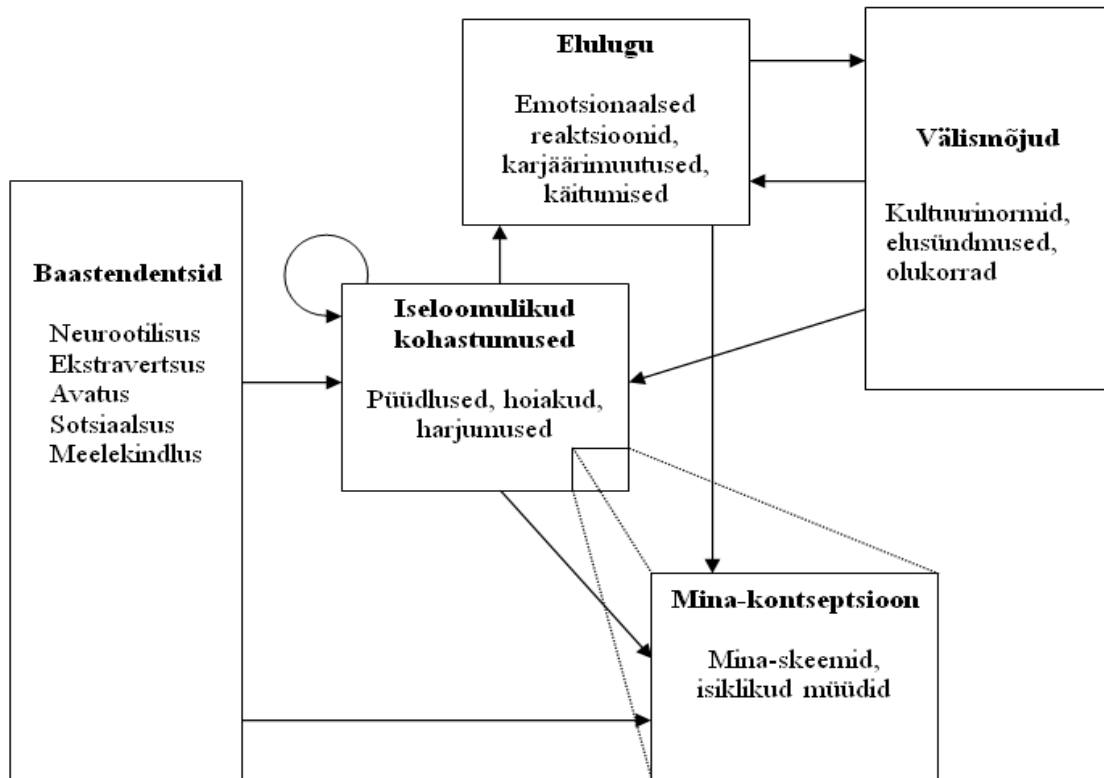 Elulugu
Emotsionaalsed
reaktsioonid,
karjäärimuutused,
käitumised
Välismõjud
Kultuurinormid,
elusündmused,
olukorrad
Baastendentsid
Neurootilisus
Ekstravertsus
Avatus
Sotsiaalsus
Meelekindlus
Iseloomulikud
kohastumused
Püüdlused, hoiakud,
harjumused
Mina-kontseptsioon
Mina-skeemid,
isiklikud müüdid